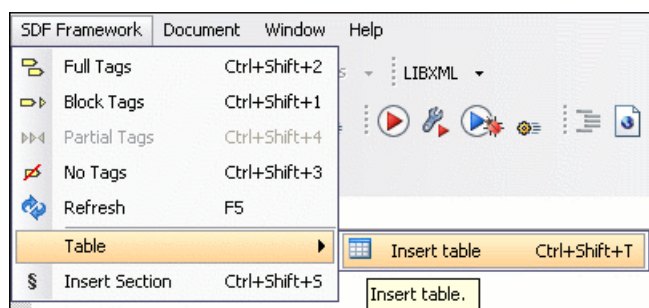 SDF Framework Document Window Help
Full Tags Ctrl+Shift+2
LIBXML
Block Tags Ctrl+Shift+1
Partial Tags Ctrl+Shift+4
No Tags Ctrl+Shift+3
Refresh F5
Table Insert table Ctrl+Shift+T
§ Insert Section Ctrl+Shift+S
Insert table.